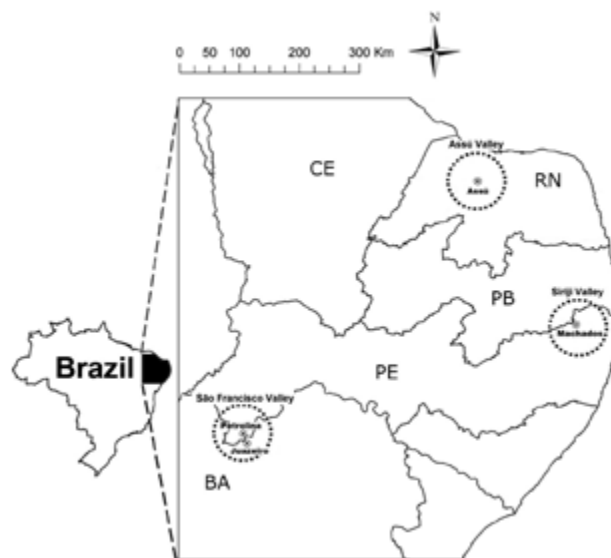 N
0 50 100 200 300 Km
Assú Valley
CE
RN
Assú
Siriji Valley
PB
Machados
Brazil
PE
São Francisco Valley
Petrolina
Juazeiro
BA